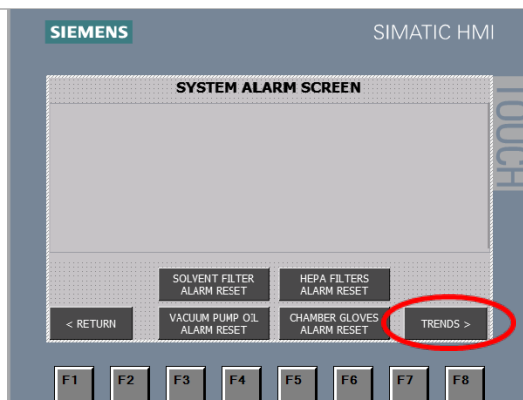 SIEMENS
SIMATIC HMI
TOUCH
SYSTEM ALARM SCREEN
SOLVENT FILTER
ALARM RESET
HEPA FILTERS
ALARM RESET
< RETURN
VACUUM PUMP OIL
ALARM RESET
CHAMBER GLOVES
ALARM RESET
TRENDS >
F1
F2
F3
F4
F5
F6
F7
F8